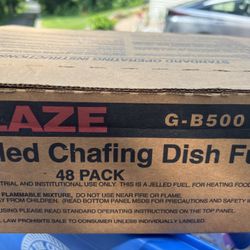 STANDARD OPERATING INSTRUCTIONS
LAZE G-B500
led Chafing Dish Fu
48 PACK
TRIAL AND INSTITUTIONAL USE ONLY. THIS IS A JELLED FUEL, FOR HEATING FOOD
FLAMMABLE MIXTURE, DO NOT USE NEAR FIRE OR FLAME.
CHILDREN. (READ BOTTOM PANEL MSDS FOR PRECAUTIONS AND SAFETY I
USING PLEASE READ STANDARD OPERATING INSTRUCTIONS ON THE TOP PANEL.
LAW PROHIBITS SALE TO CONSUMER UNLESS INDIVIDUALLY LABELED.